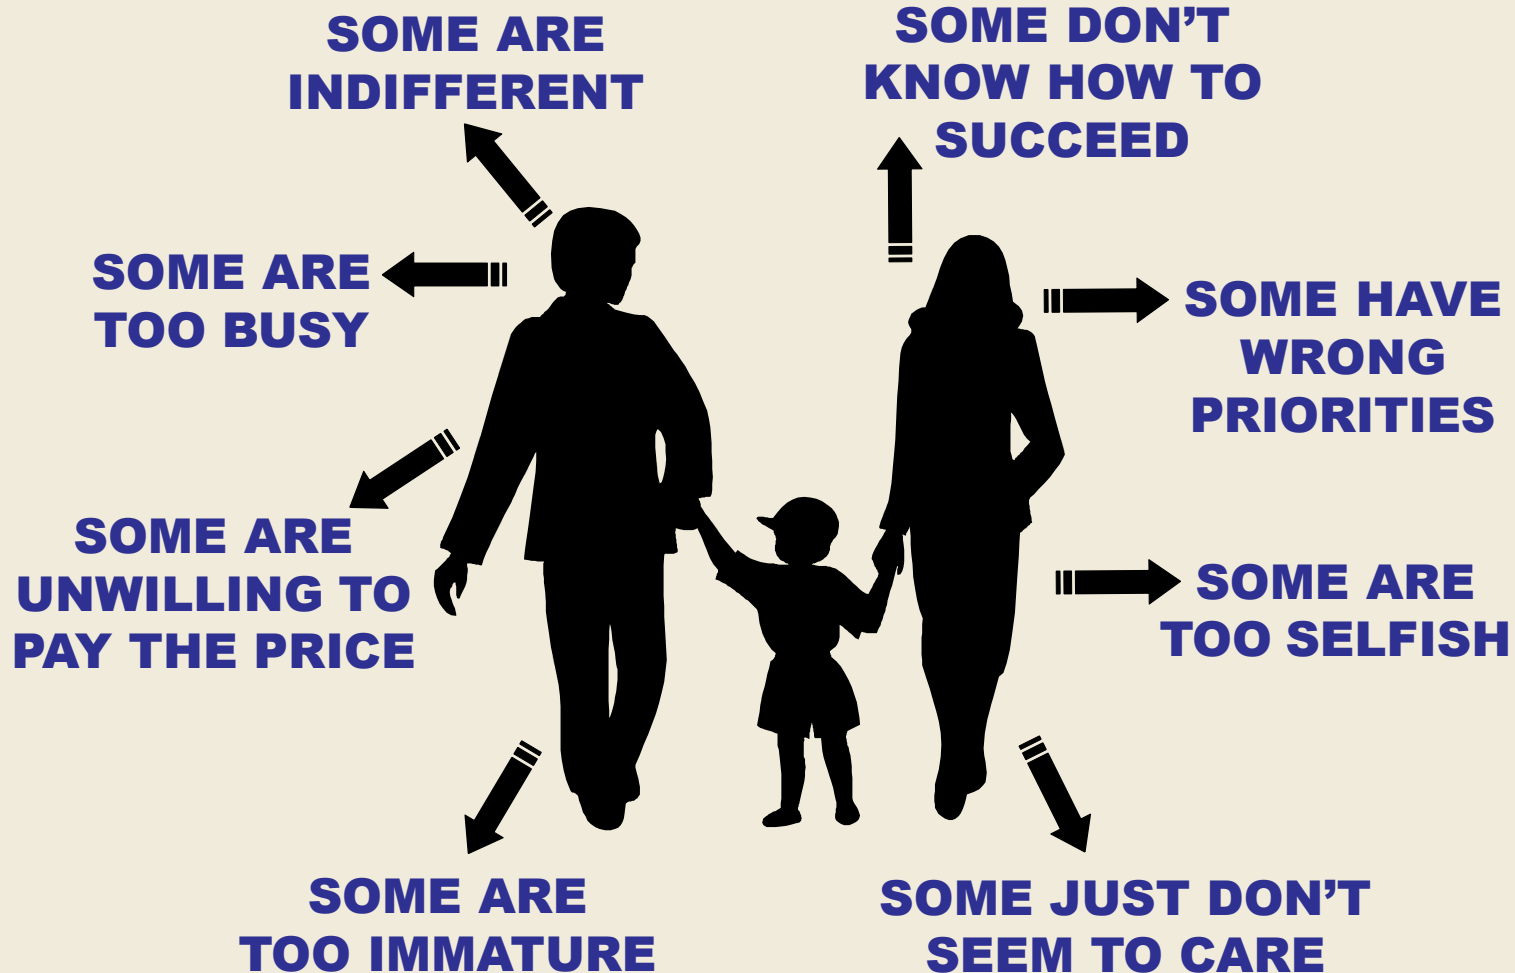 SOME ARE
INDIFFERENT
SOME DON’T
KNOW HOW TO
SUCCEED
SOME ARE
TOO BUSY
SOME HAVE
WRONG
PRIORITIES
SOME ARE
UNWILLING TO
PAY THE PRICE
SOME ARE
TOO SELFISH
SOME ARE
TOO IMMATURE
SOME JUST DON’T
SEEM TO CARE